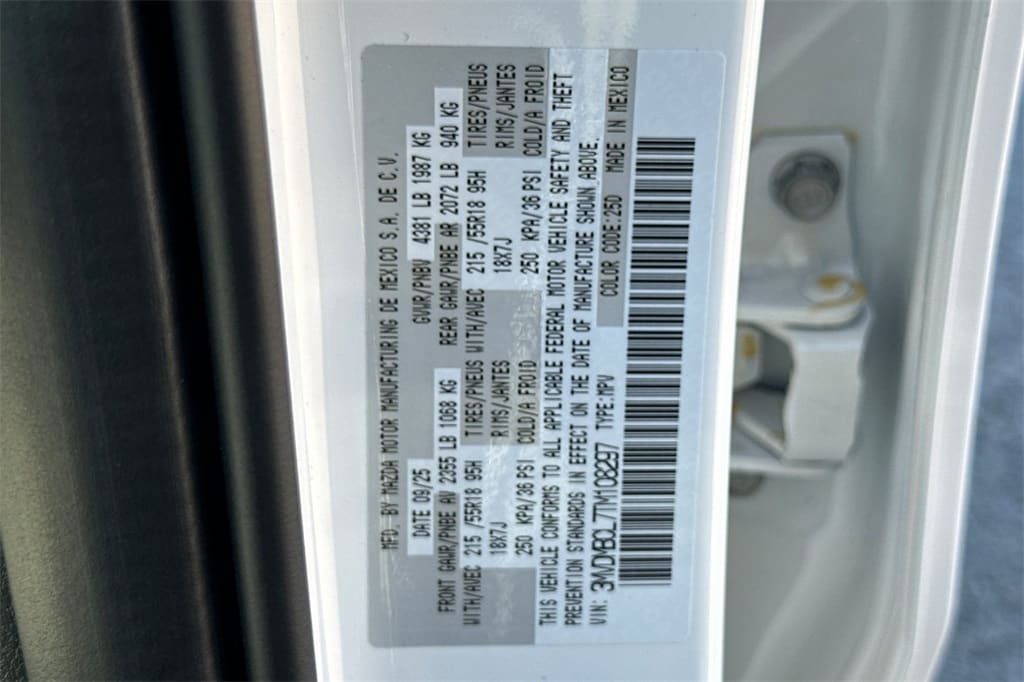 MFD. BY MAZDA MOTOR MANUFACTURING DE MEXICO S.A. DE C.V.
DATE 09/25 GVWR/PNBV 4381 LB 1987 KG
FRONT GAWR/PNBE AV 2355 LB 1068 KG REAR GAWR/PNBE AR 2072 LB 940 KG
WITH/AVEC 215 /55R18 95H TIRES/PNEUS WITH/AVEC 215 /55R18 95H TIRES/PNEUS
18X7J RIMS/JANTES 18X7J RIMS/JANTES
250 KPA/36 PSI COLD/A FROID 250 KPA/36 PSI COLD/A FROID
THIS VEHICLE CONFORMS TO ALL APPLICABLE FEDERAL MOTOR VEHICLE SAFETY AND THEFT
PREVENTION STANDARDS IN EFFECT ON THE DATE OF MANUFACTURE SHOWN ABOVE.
VIN: 3MVDMBCL7TM108297 TYPE:MPV COLOR CODE:25D MADE IN MEXICO